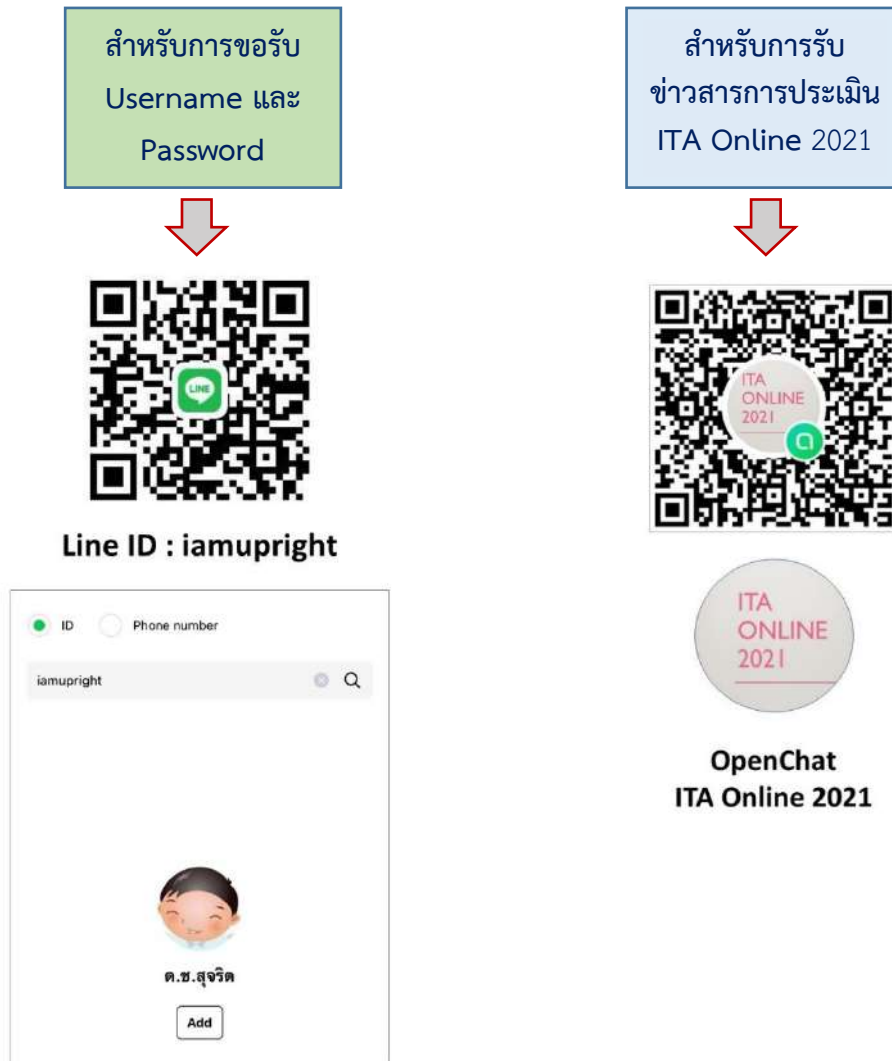 สำหรับการขอรับ
Username และ
Password
LINE
Line ID : iamupright
ID
Phone number
iamupright
ด.ช.สุจริต
Add
สำหรับการรับ
ข่าวสารการประเมิน
ITA Online 2021
ITA
ONLINE
2021
ITA
ONLINE
2021
OpenChat
ITA Online 2021